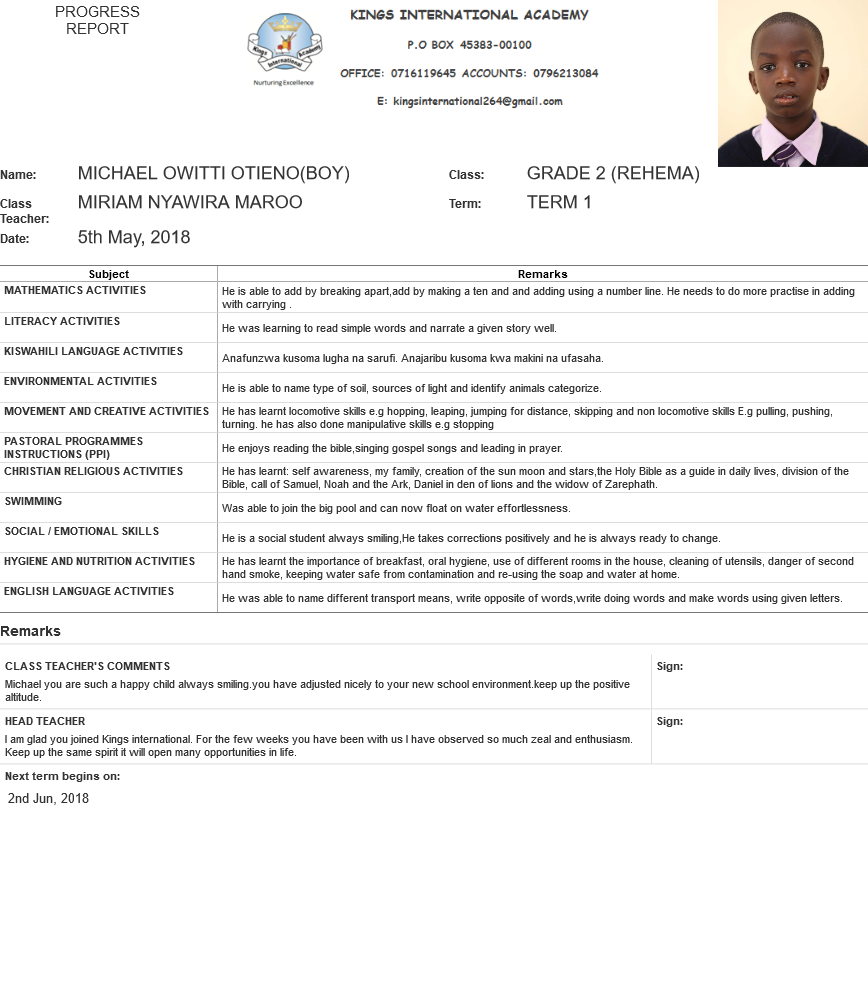 PROGRESS
REPORT
KINGS INTERNATIONAL ACADEMY
P.O BOX 45383-00100
OFFICE: 0716119645 ACCOUNTS: 0796213084
E: kingsinternational264@gmail.com
Kings Academy
International
Nurturing Excellence
Name: MICHAEL OWITTI OTIENO(BOY) Class: GRADE 2 (REHEMA)
Class Teacher: MIRIAM NYAWIRA MAROO Term: TERM 1
Date: 5th May, 2018
Subject Remarks
MATHEMATICS ACTIVITIES He is able to add by breaking apart,add by making a ten and and adding using a number line. He needs to do more practise in adding
with carrying .
LITERACY ACTIVITIES He was learning to read simple words and narrate a given story well.
KISWAHILI LANGUAGE ACTIVITIES Anafunzwa kusoma lugha na sarufi. Anajaribu kusoma kwa makini na ufasaha.
ENVIRONMENTAL ACTIVITIES He is able to name type of soil, sources of light and identify animals categorize.
MOVEMENT AND CREATIVE ACTIVITIES He has learnt locomotive skills e.g hopping, leaping, jumping for distance, skipping and non locomotive skills E.g pulling, pushing,
turning. he has also done manipulative skills e.g stopping
PASTORAL PROGRAMMES
INSTRUCTIONS (PPI) He enjoys reading the bible,singing gospel songs and leading in prayer.
CHRISTIAN RELIGIOUS ACTIVITIES He has learnt: self awareness, my family, creation of the sun moon and stars,the Holy Bible as a guide in daily lives, division of the
Bible, call of Samuel, Noah and the Ark, Daniel in den of lions and the widow of Zarephath.
SWIMMING Was able to join the big pool and can now float on water effortlessness.
SOCIAL / EMOTIONAL SKILLS He is a social student always smiling,He takes corrections positively and he is always ready to change.
HYGIENE AND NUTRITION ACTIVITIES He has learnt the importance of breakfast, oral hygiene, use of different rooms in the house, cleaning of utensils, danger of second
hand smoke, keeping water safe from contamination and re-using the soap and water at home.
ENGLISH LANGUAGE ACTIVITIES He was able to name different transport means, write opposite of words,write doing words and make words using given letters.
Remarks
CLASS TEACHER'S COMMENTS Sign:
Michael you are such a happy child always smiling.you have adjusted nicely to your new school environment.keep up the positive
altitude.
HEAD TEACHER Sign:
I am glad you joined Kings international. For the few weeks you have been with us I have observed so much zeal and enthusiasm.
Keep up the same spirit it will open many opportunities in life.
Next term begins on:
2nd Jun, 2018